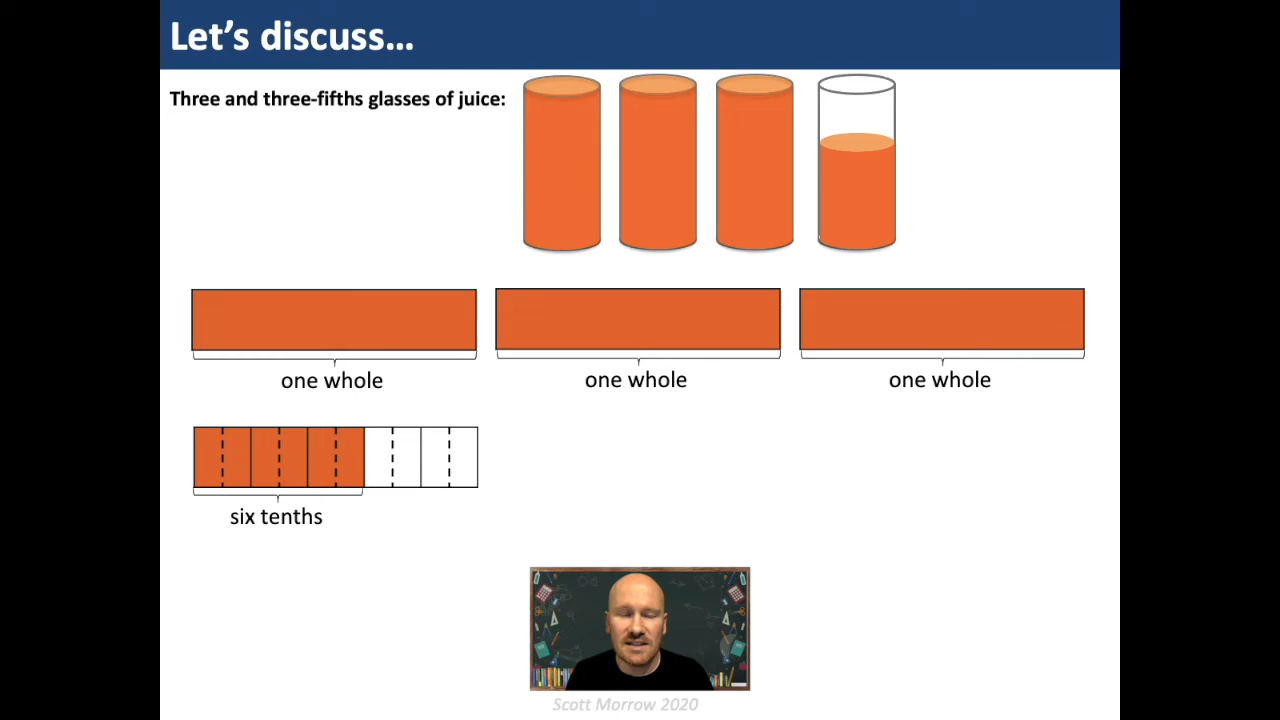 Let's discuss...
Three and three-fifths glasses of juice:
one whole
one whole
one whole
six tenths
Scott Morrow 2020